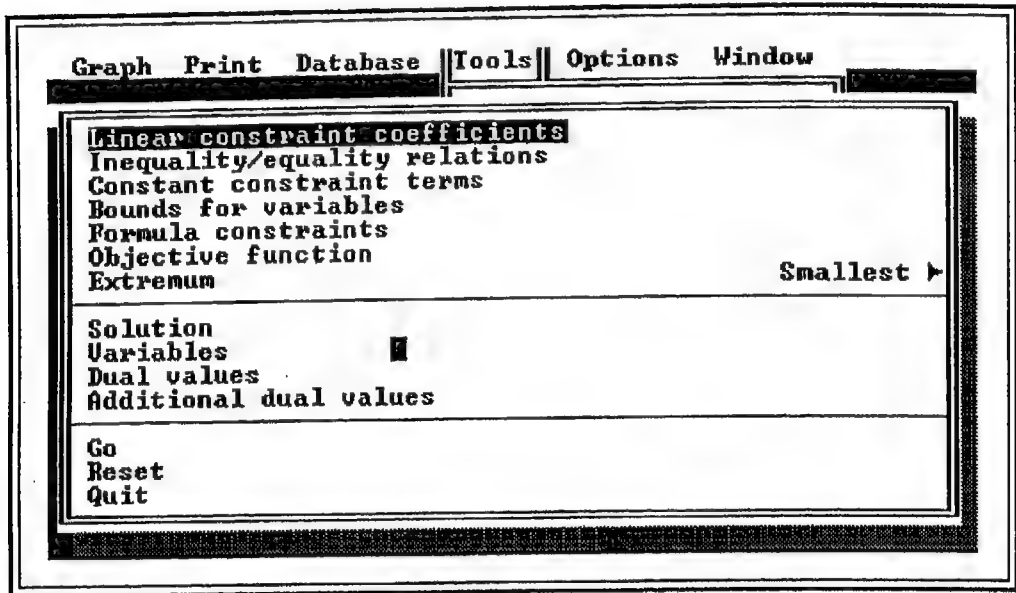 Graph Print Database Tools Options Window
Linear constraint coefficients
Inequality/equality relations
Constant constraint terms
Bounds for variables
Formula constraints
Objective function
Extremum Smallest ►
Solution
Variables
Dual values
Additional dual values
Go
Reset
Quit